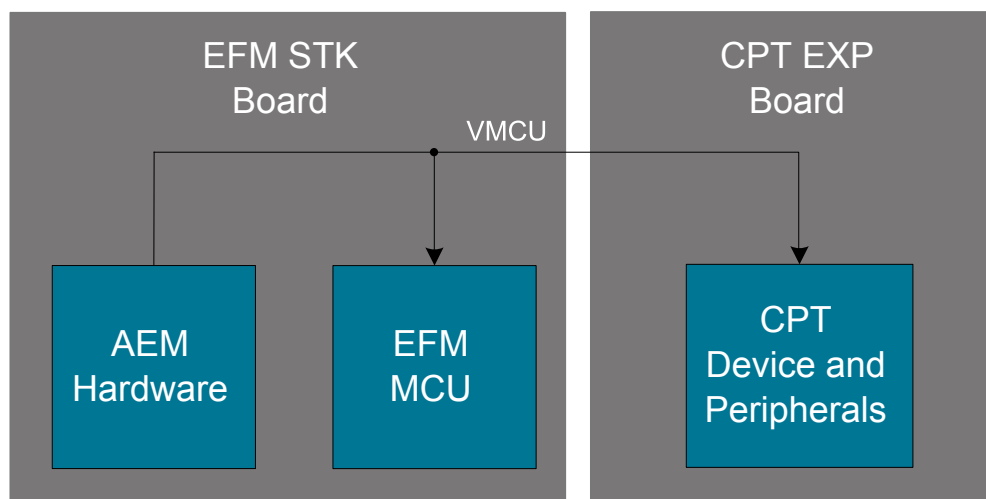 EFM STK
Board
CPT EXP
Board
VMCU
AEM
Hardware
EFM
MCU
CPT
Device and
Peripherals